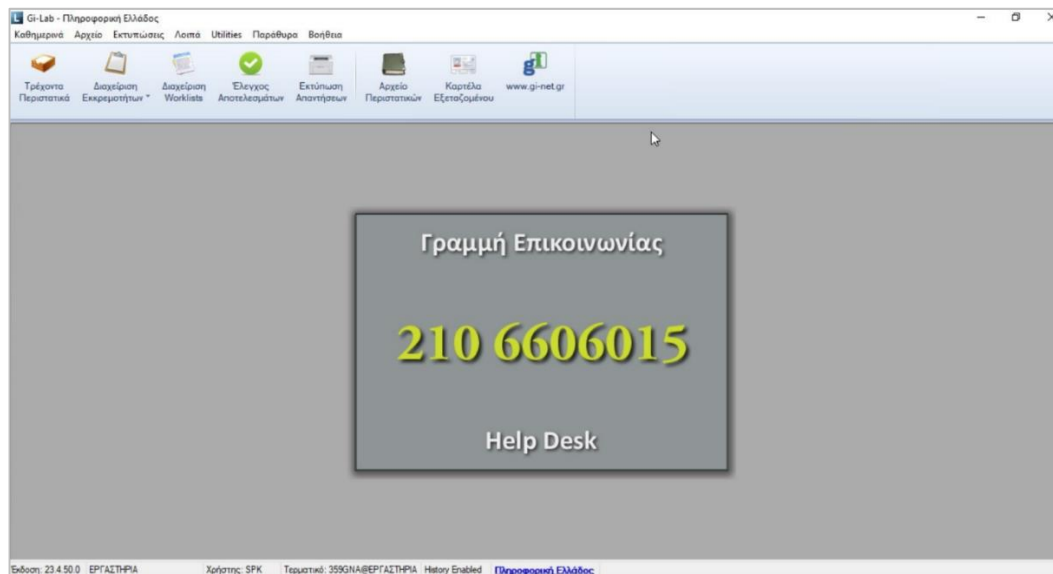 Gi-Lab - Πληροφορική Ελλάδος
Καθημερινά Αρχείο Εκτυπώσεις Λοιπά Utilities Παράθυρα Βοήθεια
Τρέχοντα Περιστατικά
Διαχείριση Εκκρεμοτήτων
Διαχείριση Worklists
Έλεγχος Αποτελεσμάτων
Εκτύπωση Απαντήσεων
Αρχείο Περιστατικών
Καρτέλα Εξεταζομένου
gi
www.gi-net.gr
Γραμμή Επικοινωνίας
210 6606015
Help Desk
Έκδοση: 23.4.50.0 ΕΡΓΑΣΤΗΡΙΑ Χρήστης: SPK Τερματικό: 359GNA@ΕΡΓΑΣΤΗΡΙΑ History Enabled Πληροφορική Ελλάδος